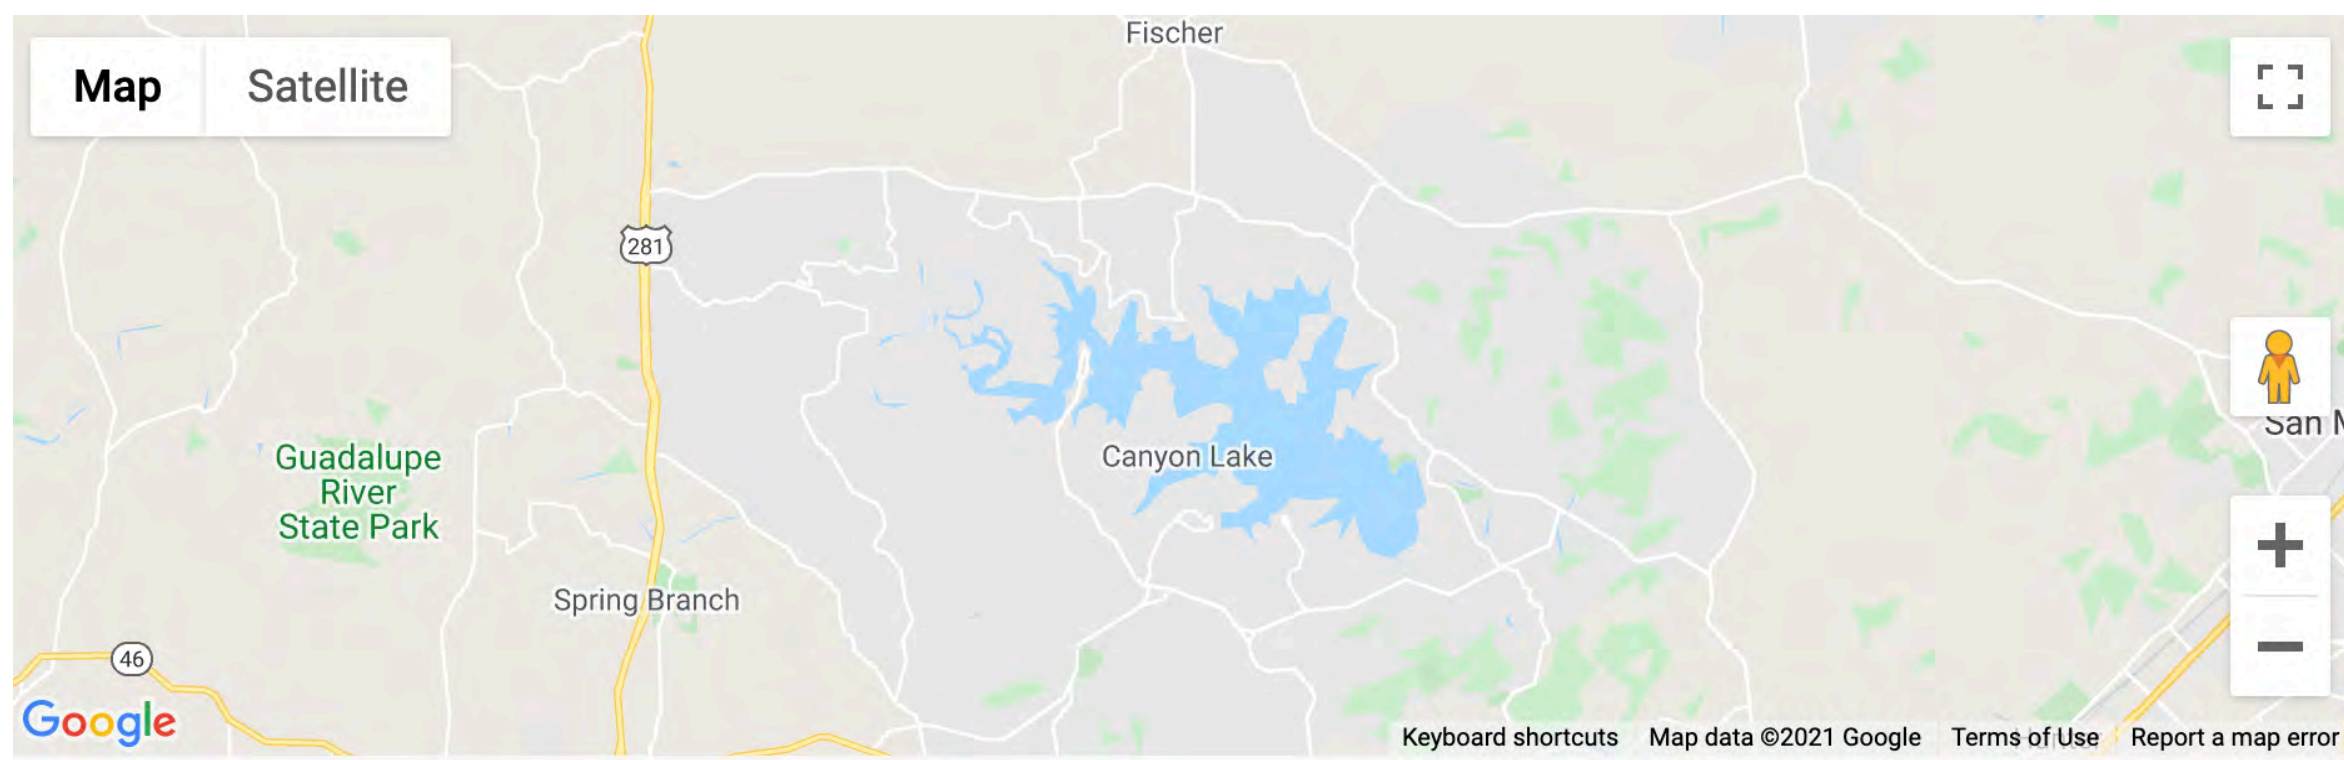 Fischer
Map
Satellite
281
Canyon Lake
Guadalupe
River
State Park
San M
Spring Branch
46
Google
Keyboard shortcuts
Map data ©2021 Google
Terms of Use
Report a map error